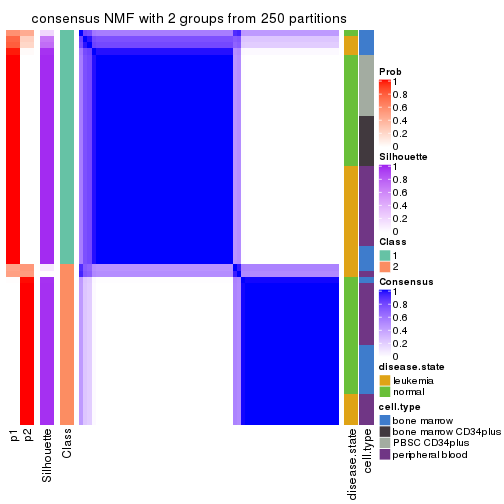 consensus NMF with 2 groups from 250 partitions
Prob
1
0.8
0.6
0.4
0.2
0
Silhouette
1
0.8
0.6
0.4
0.2
0
Class
1
2
Consensus
1
0.8
0.6
0.4
0.2
0
disease.state
leukemia
normal
cell.type
bone marrow
bone marrow CD34plus
PBSC CD34plus
peripheral blood
p1
p2
Silhouette
Class
disease.state
cell.type